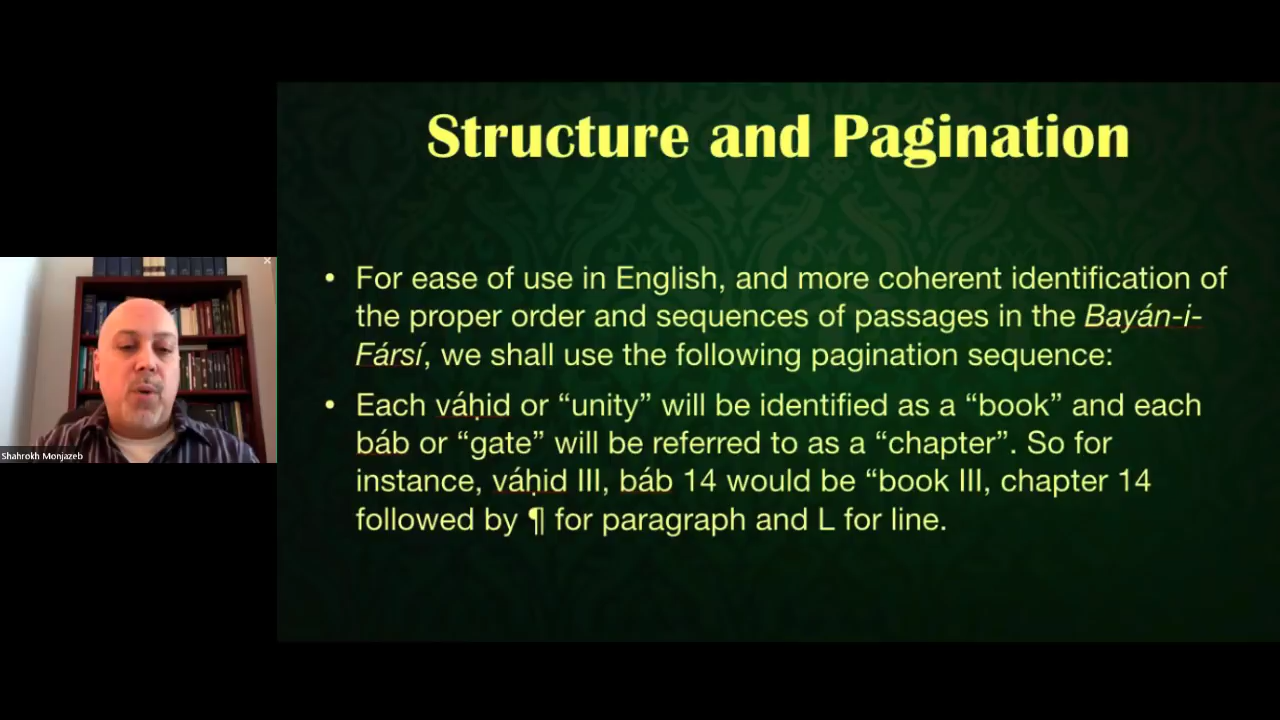 Structure and Pagination
• For ease of use in English, and more coherent identification of
the proper order and sequences of passages in the Bayán-i-
Fársí, we shall use the following pagination sequence:
• Each váḥid or “unity” will be identified as a “book” and each
báb or “gate” will be referred to as a “chapter”. So for
instance, váḥid III, báb 14 would be “book III, chapter 14
followed by ¶ for paragraph and L for line.
Shahrokh Monjazeb